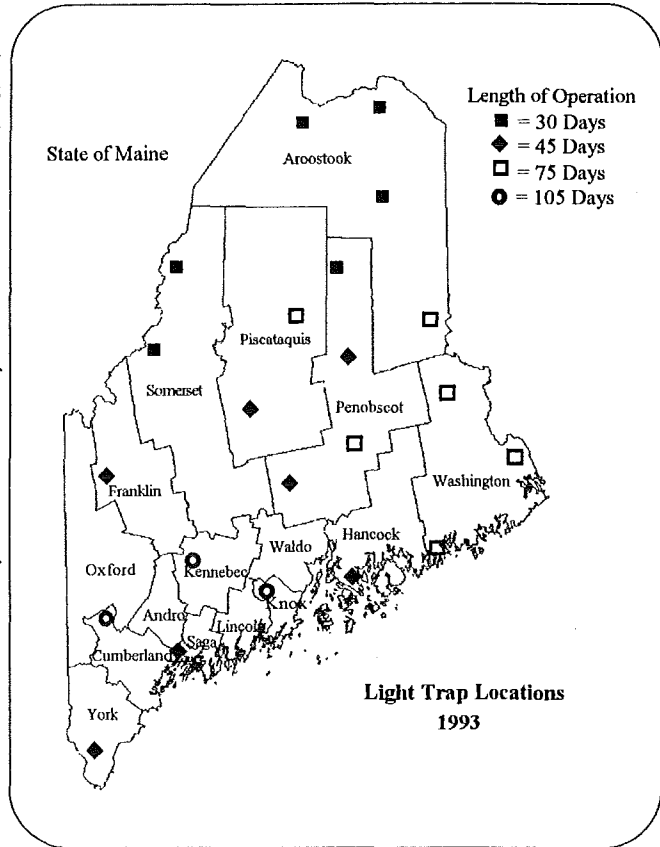 State of Maine
Length of Operation
= 30 Days
= 45 Days
= 75 Days
= 105 Days
Aroostook
Piscataquis
Somerset
Penobscot
Franklin
Washington
Hancock
Waldo
Oxford
Kennebec
Knox
Andro
Lincoln
Saga
Cumberland
York
Light Trap Locations
1993